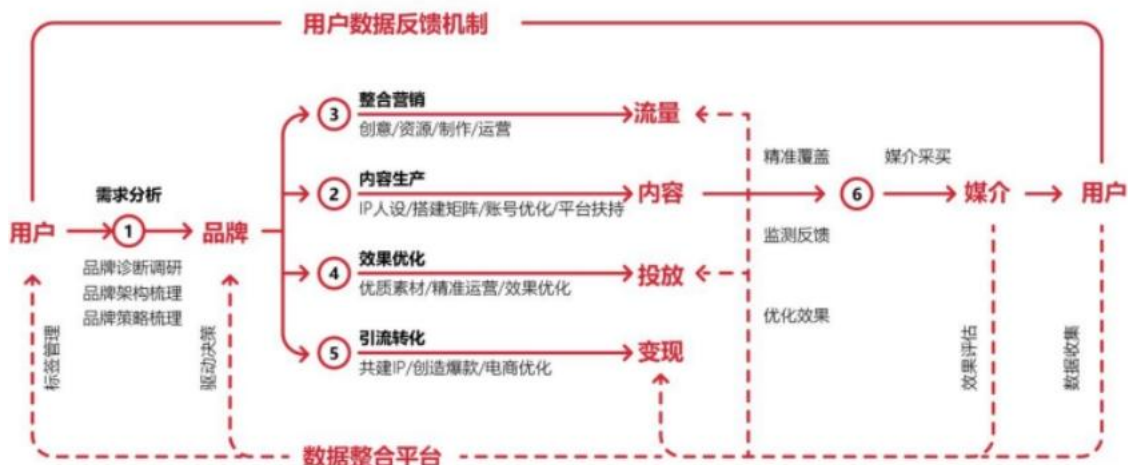 用户数据反馈机制
3
整合营销
创意/资源/制作/运营
流量
需求分析
用户
1
品牌
品牌诊断调研
品牌架构梳理
品牌策略梳理
2
内容生产
IP人设/搭建矩阵/账号优化/平台扶持
内容
精准覆盖
6
媒介采买
媒介
用户
监测反馈
4
效果优化
优质素材/精准运营/效果优化
投放
优化效果
5
引流转化
共建IP/创造爆款/电商优化
变现
标签管理
驱动决策
效果评估
数据收集
数据整合平台